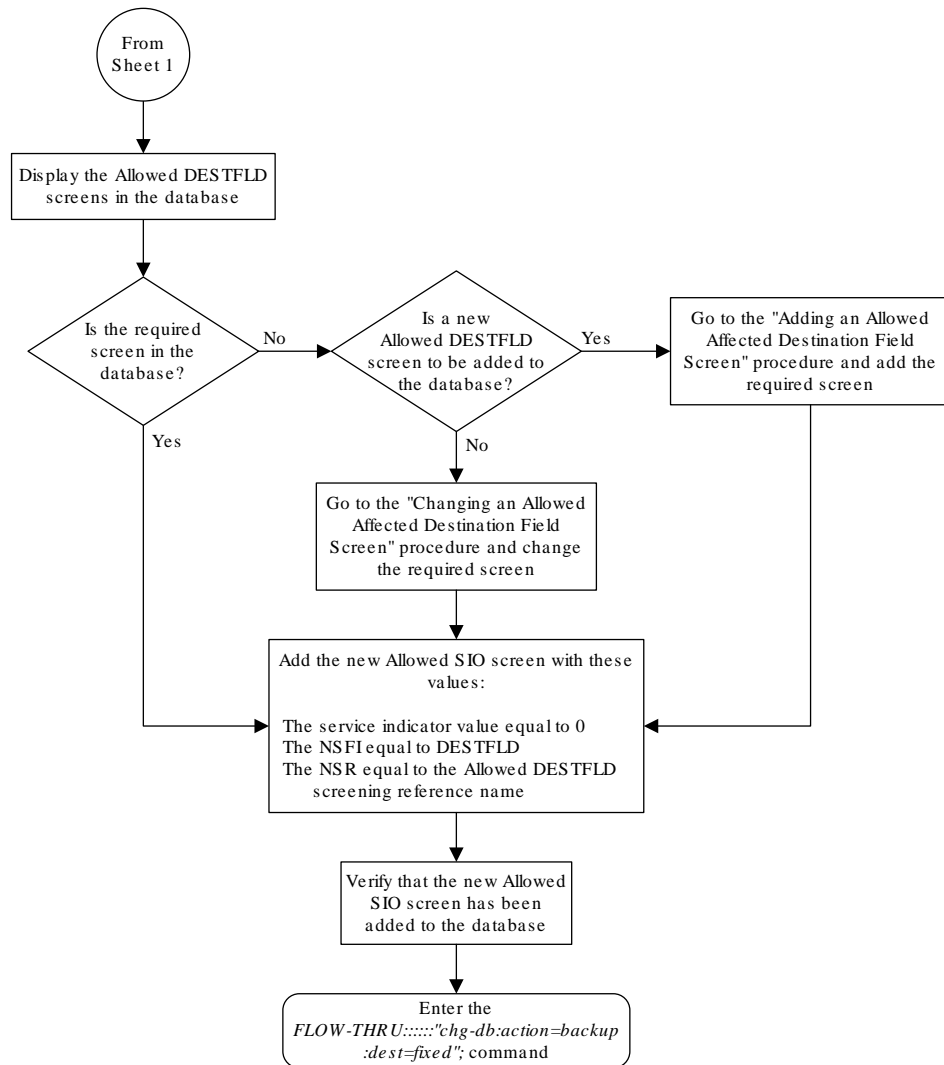 From
Sheet 1
Display the Allowed DESTFLD
screens in the database
Is the required
screen in the
database?
No
Yes
Is a new
Allowed DESTFLD
screen to be added to
the database?
Yes
No
Go to the "Adding an Allowed
Affected Destination Field
Screen" procedure and add the
required screen
Go to the "Changing an Allowed
Affected Destination Field
Screen" procedure and change
the required screen
Add the new Allowed SIO screen with these
values:
The service indicator value equal to 0
The NSFI equal to DESTFLD
The NSR equal to the Allowed DESTFLD
screening reference name
Verify that the new Allowed
SIO screen has been
added to the database
Enter the
FLOW-THRU::::::"chg-db:action=backup
:dest=fixed"; command